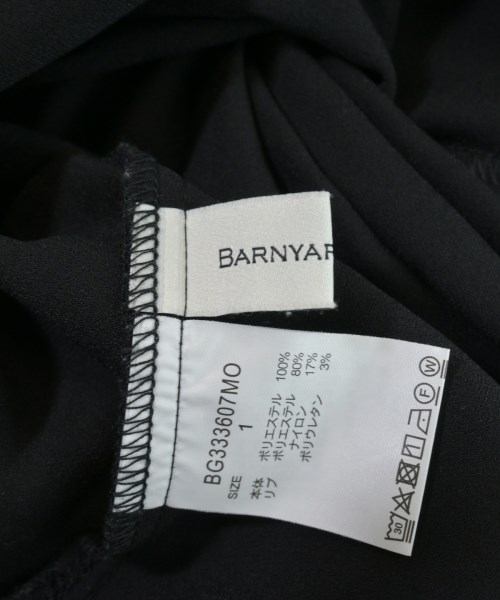 BARNYAR
BG333607MO
SIZE 1
本体 ポリエステル 100%
リブ ポリエステル 80%
ナイロン 17%
ポリウレタン 3%
30
F
W